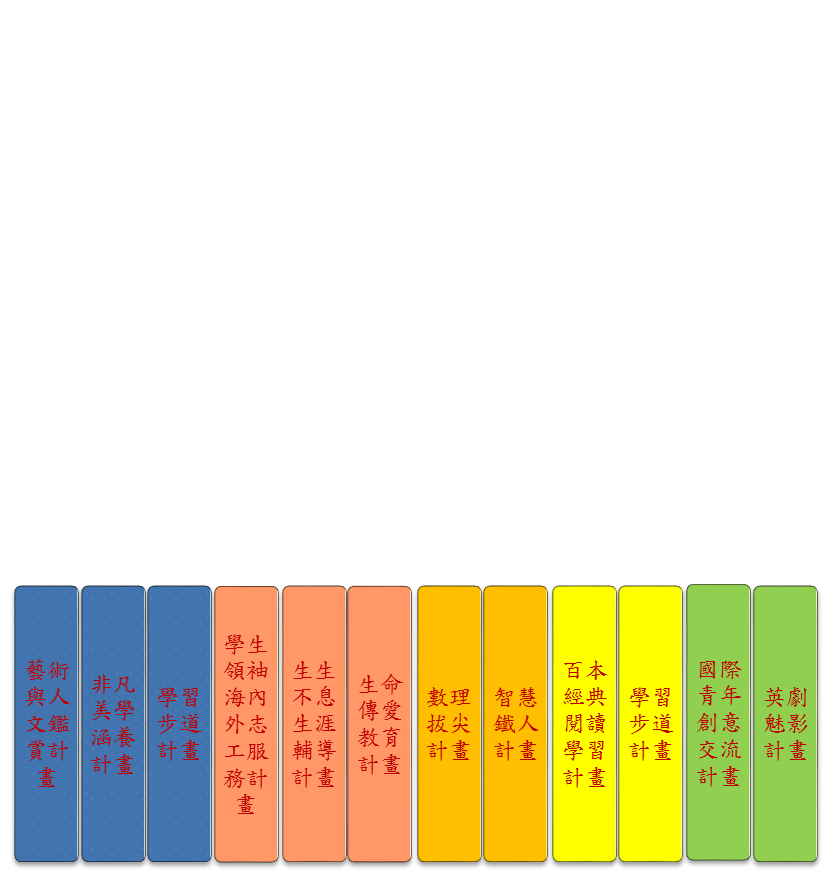 藝術
與人
文鑑
賞計
畫
非凡
美學
涵養
計畫
學習
步道
計畫
學生
領袖
海內
外志
工服
務計
畫
生生
不息
生涯
輔導
計畫
生命
傳愛
教育
計畫
數理
拔尖
計畫
智慧
鐵人
計畫
百本
經典
閱讀
學習
計畫
學習
步道
計畫
國際
青年
創意
交流
計畫
英劇
魅影
計畫